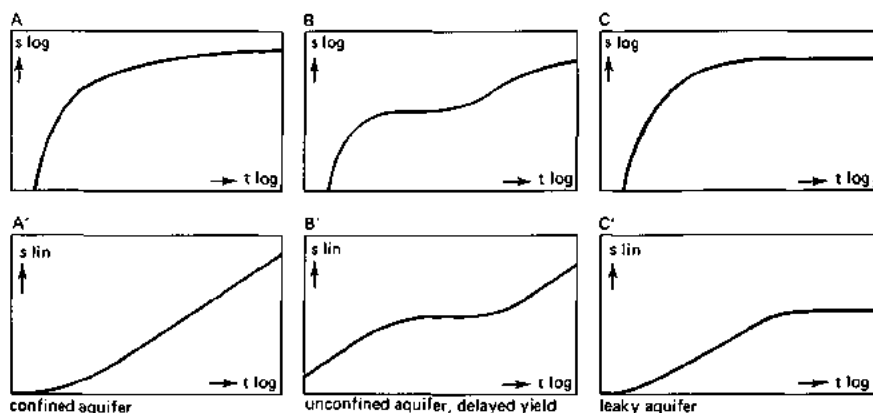 A
B
C
s log
s log
s log
t log
t log
t log
A'
B'
C'
s lin
s lin
s lin
t log
t log
t log
confined aquifer
unconfined aquifer, delayed yield
leaky aquifer